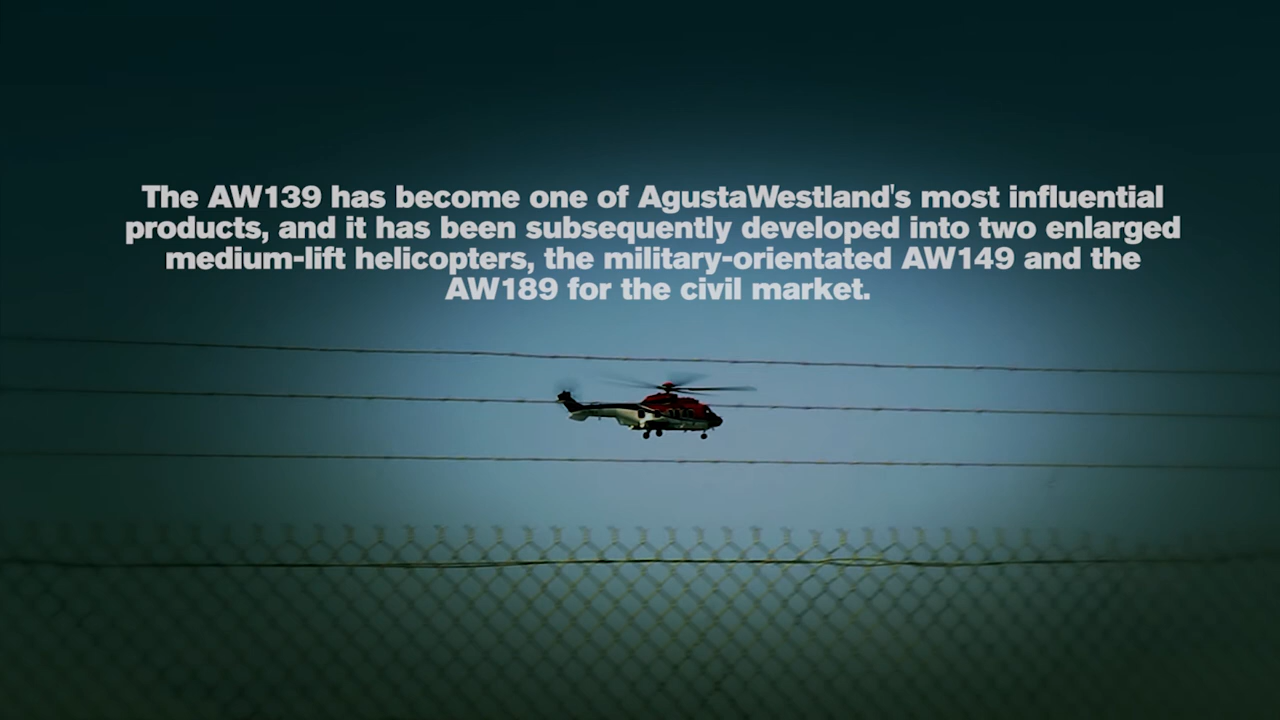 The AW139 has become one of AgustaWestland's most influential
products, and it has been subsequently developed into two enlarged
medium-lift helicopters, the military-orientated AW149 and the
AW189 for the civil market.